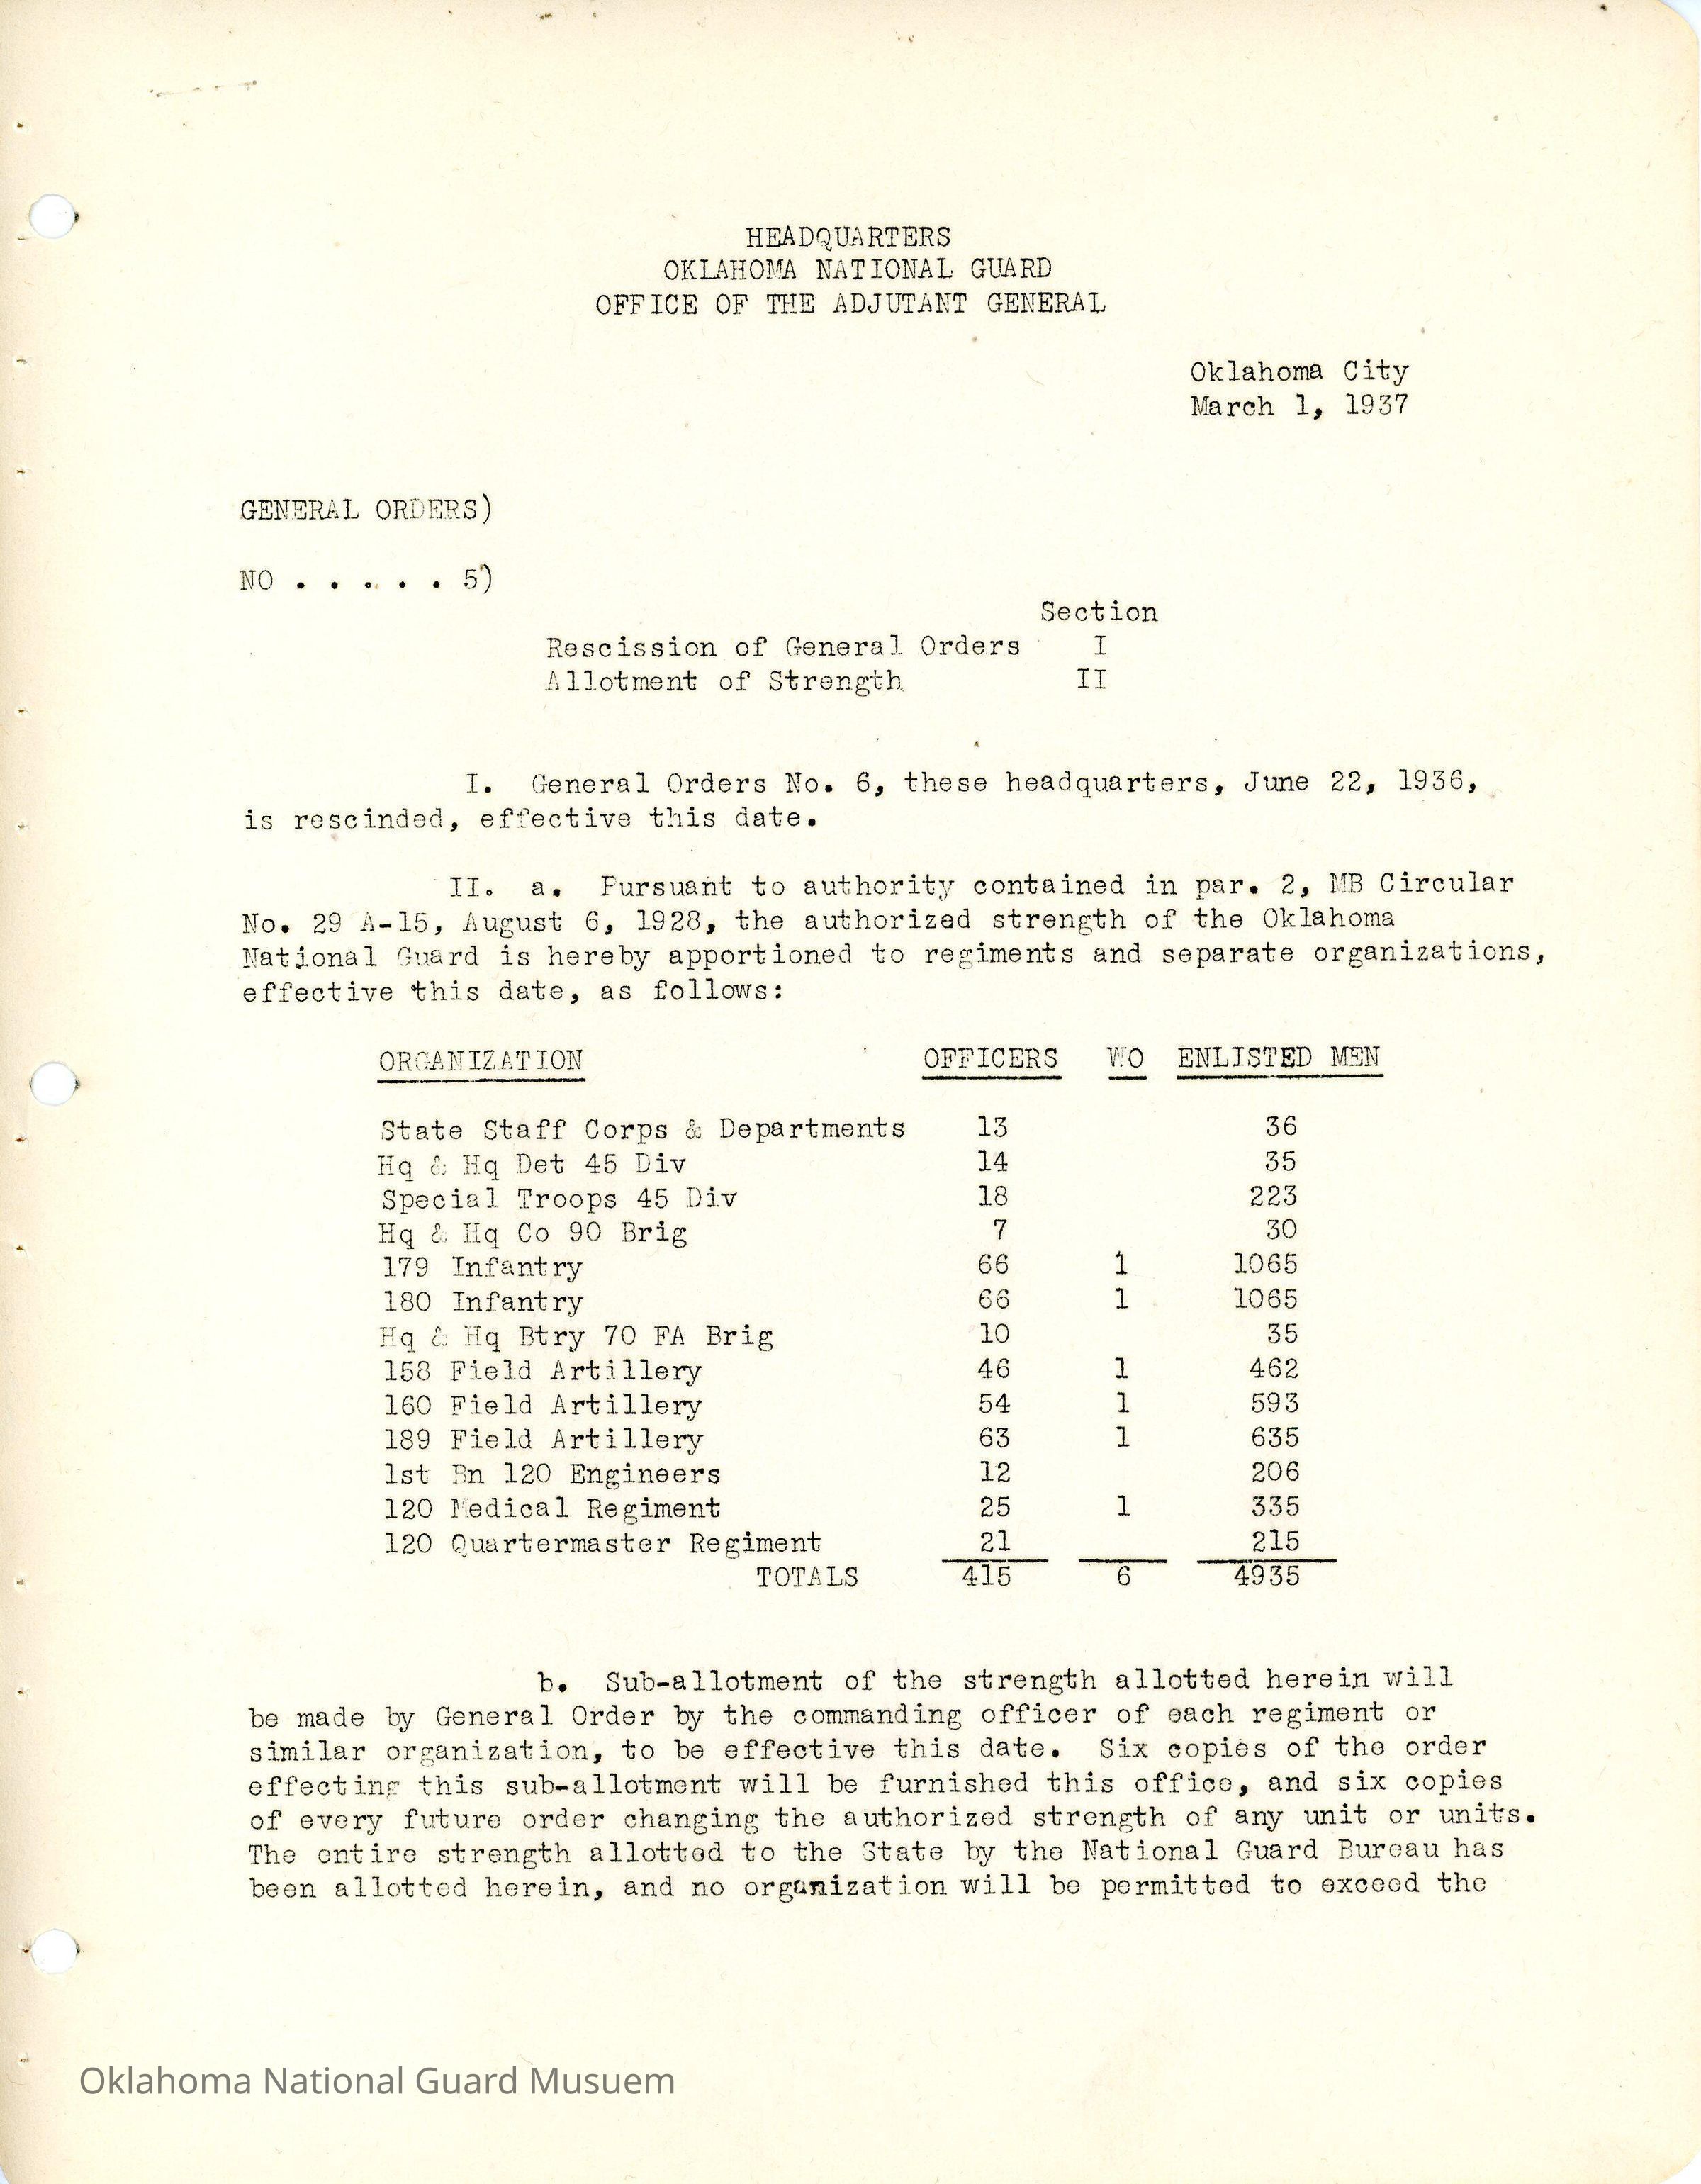 HEADQUARTERS
OKLAHOMA NATIONAL GUARD
OFFICE OF THE ADJUTANT GENERAL
Oklahoma City
March 1, 1937
GENERAL ORDERS)
NO . . . . . 5)
Section
Rescission of General Orders I
Allotment of Strength II
I. General Orders No. 6, these headquarters, June 22, 1936,
is rescinded, effective this date.
II. a. Pursuant to authority contained in par. 2, MB Circular
No. 29 A-15, August 6, 1928, the authorized strength of the Oklahoma
National Guard is hereby apportioned to regiments and separate organizations,
effective this date, as follows:
ORGANIZATION OFFICERS WO ENLISTED MEN
State Staff Corps & Departments 13 36
Hq & Hq Det 45 Div 14 35
Special Troops 45 Div 18 223
Hq & Hq Co 90 Brig 7 30
179 Infantry 66 1 1065
180 Infantry 66 1 1065
Hq & Hq Btry 70 FA Brig 10 35
158 Field Artillery 46 1 462
160 Field Artillery 54 1 593
189 Field Artillery 63 1 635
1st Bn 120 Engineers 12 206
120 Medical Regiment 25 1 335
120 Quartermaster Regiment 21 215
TOTALS 415 6 4935
b. Sub-allotment of the strength allotted herein will
be made by General Order by the commanding officer of each regiment or
similar organization, to be effective this date. Six copies of the order
effecting this sub-allotment will be furnished this office, and six copies
of every future order changing the authorized strength of any unit or units.
The entire strength allotted to the State by the National Guard Bureau has
been allotted herein, and no organization will be permitted to exceed the
Oklahoma National Guard Musuem